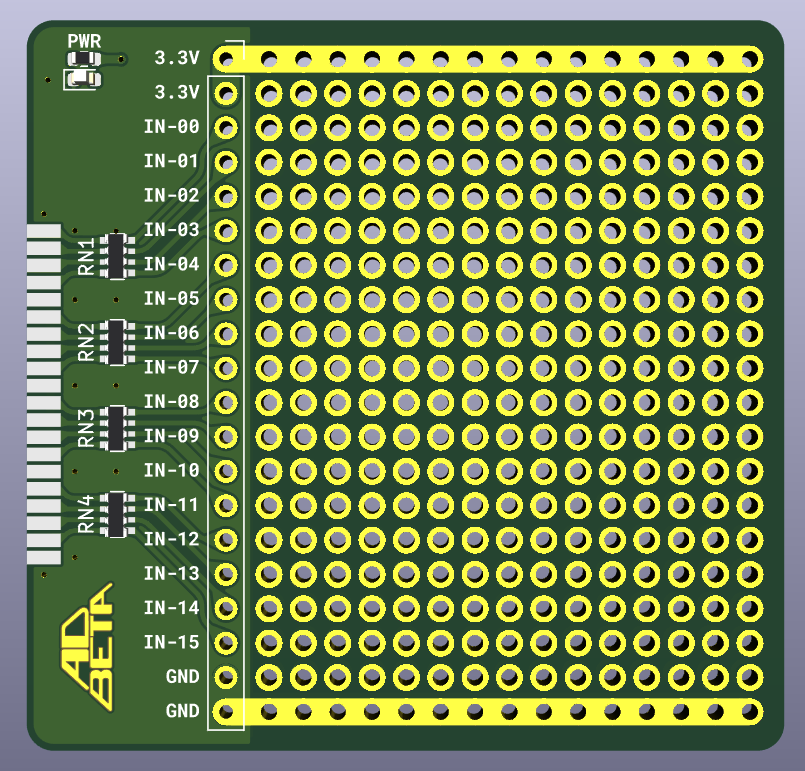 PWR
3.3V
3.3V
IN-00
IN-01
IN-02
IN-03
RN1
IN-04
IN-05
IN-06
RN2
IN-07
IN-08
RN3
IN-09
IN-10
IN-11
RN4
IN-12
IN-13
IN-14
IN-15
GND
GND
BETA